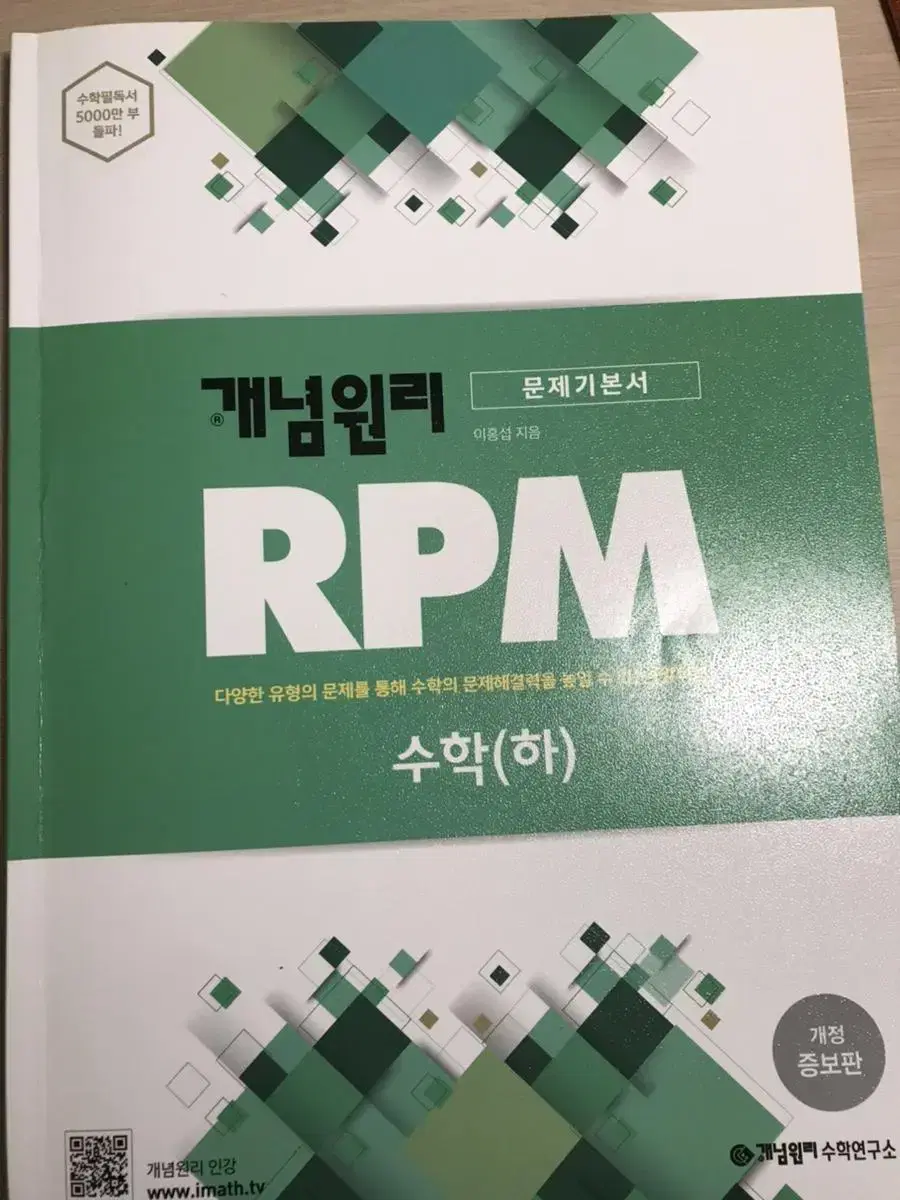 수학필독서
5000만 부
돌파!
개념원리
®
문제기본서
이홍섭 지음
RPM
다양한 유형의 문제를 통해 수학의 문제해결력을 높일 수
수학(하)
개정
증보판
개념원리 인강
www.imath.tv
개념원리 수학연구소